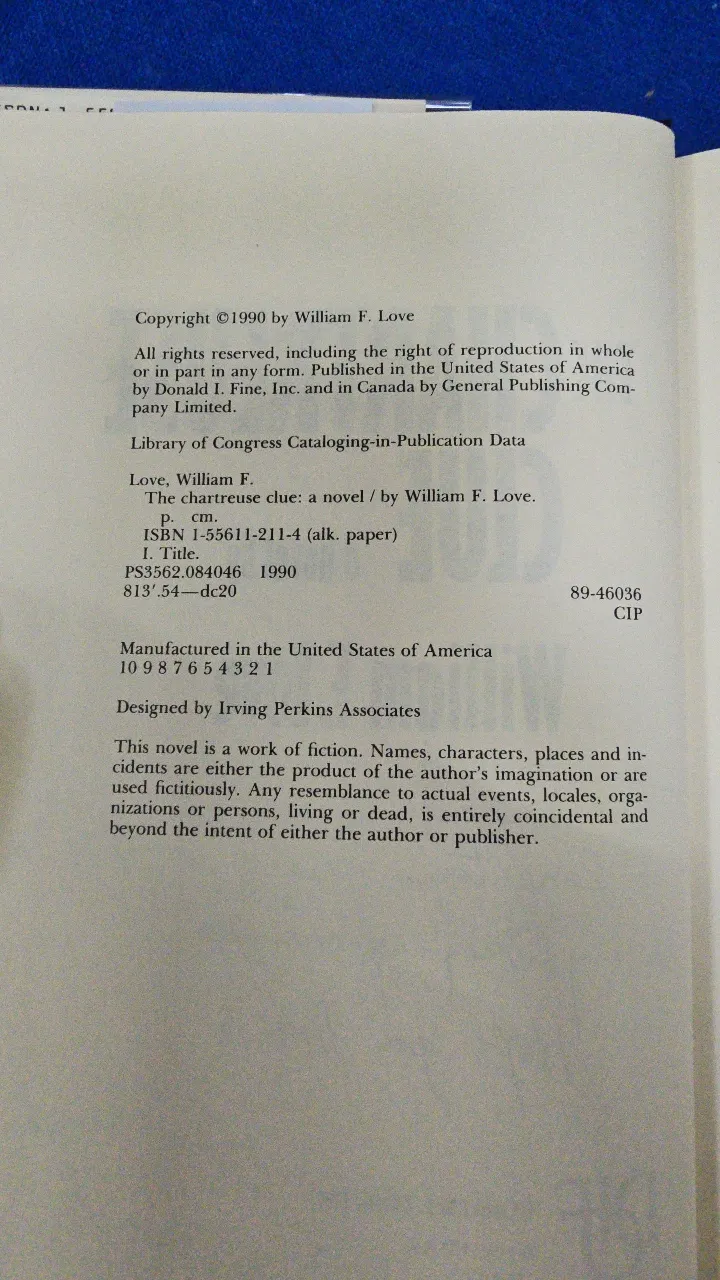 Copyright ©1990 by William F. Love
All rights reserved, including the right of reproduction in whole
or in part in any form. Published in the United States of America
by Donald I. Fine, Inc. and in Canada by General Publishing Com-
pany Limited.
Library of Congress Cataloging-in-Publication Data
Love, William F.
The chartreuse clue: a novel / by William F. Love.
p. cm.
ISBN 1-55611-211-4 (alk. paper)
I. Title.
PS3562.084046 1990
813'.54—dc20 89-46036
CIP
Manufactured in the United States of America
10 9 8 7 6 5 4 3 2 1
Designed by Irving Perkins Associates
This novel is a work of fiction. Names, characters, places and in-
cidents are either the product of the author's imagination or are
used fictitiously. Any resemblance to actual events, locales, orga-
nizations or persons, living or dead, is entirely coincidental and
beyond the intent of either the author or publisher.